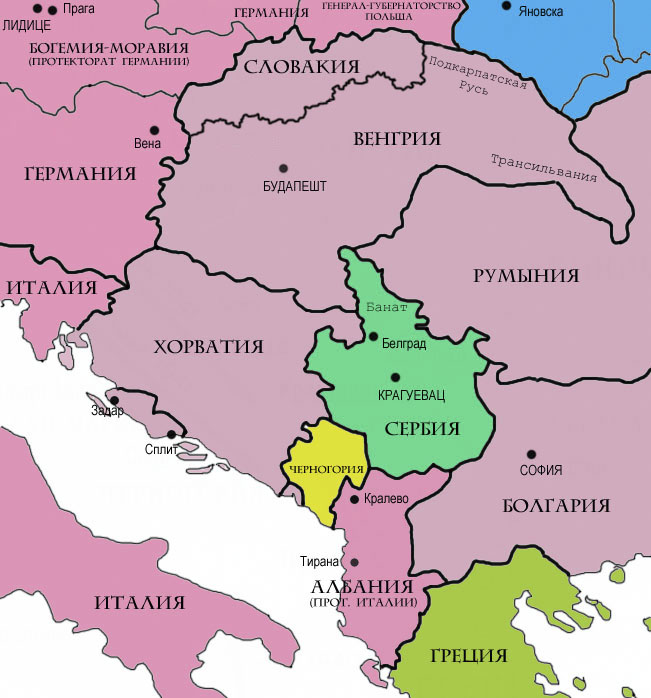 Прага
ЛИДИЦЕ
ГЕРМАНИЯ
ГЕНЕРАЛ-ГУБЕРНАТОРСТВО
ПОЛЬША
Яновска
БОГЕМИЯ-МОРАВИЯ
(ПРОТЕКТОРАТ ГЕРМАНИИ)
СЛОВАКИЯ
Подкарпатская
Русь
Вена
ВЕНГРИЯ
ГЕРМАНИЯ
БУДАПЕШТ
Трансильвания
ИТАЛИЯ
РУМЫНИЯ
Банат
ХОРВАТИЯ
Белград
КРАГУЕВАЦ
Задар
СЕРБИЯ
Сплит
СОФИЯ
ЧЕРНОГОРИЯ
Кралево
БОЛГАРИЯ
Тирана
АЛБАНИЯ
(ПРОТ. ИТАЛИИ)
ИТАЛИЯ
ГРЕЦИЯ